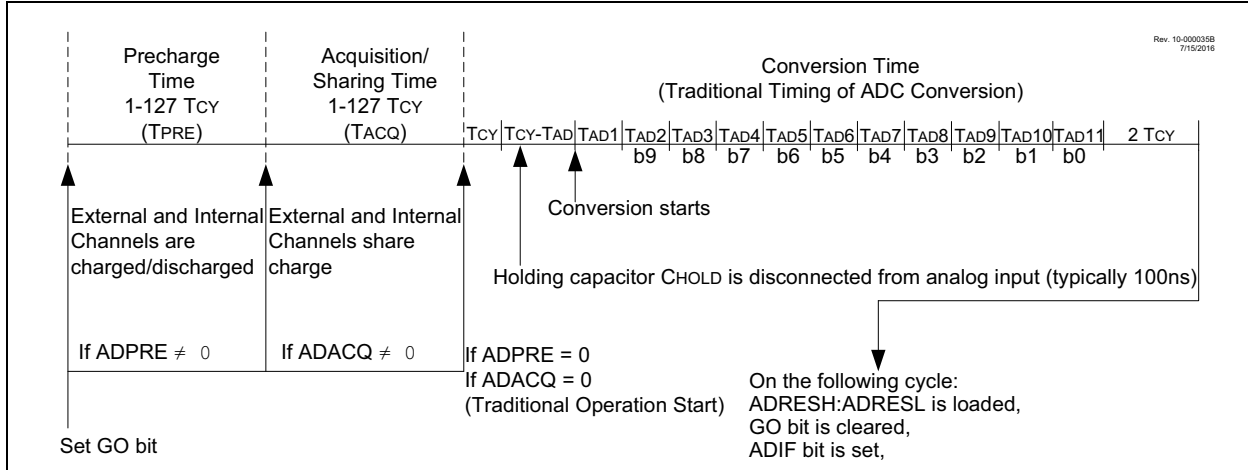 Rev. 10-000035B
7/15/2016
Precharge
Time
1-127 TCY
(TPRE)
Acquisition/
Sharing Time
1-127 TCY
(TACQ)
Conversion Time
(Traditional Timing of ADC Conversion)
TCY TCY-TAD TAD1 TAD2 TAD3 TAD4 TAD5 TAD6 TAD7 TAD8 TAD9 TAD10 TAD11 2 TCY
b9 b8 b7 b6 b5 b4 b3 b2 b1 b0
External and Internal
Channels are
charged/discharged
External and Internal
Channels share
charge
Conversion starts
Holding capacitor CHOLD is disconnected from analog input (typically 100ns)
If ADPRE ≠ 0
If ADACQ ≠ 0
If ADPRE = 0
If ADACQ = 0
(Traditional Operation Start)
On the following cycle:
ADRESH:ADRESL is loaded,
GO bit is cleared,
ADIF bit is set,
Set GO bit